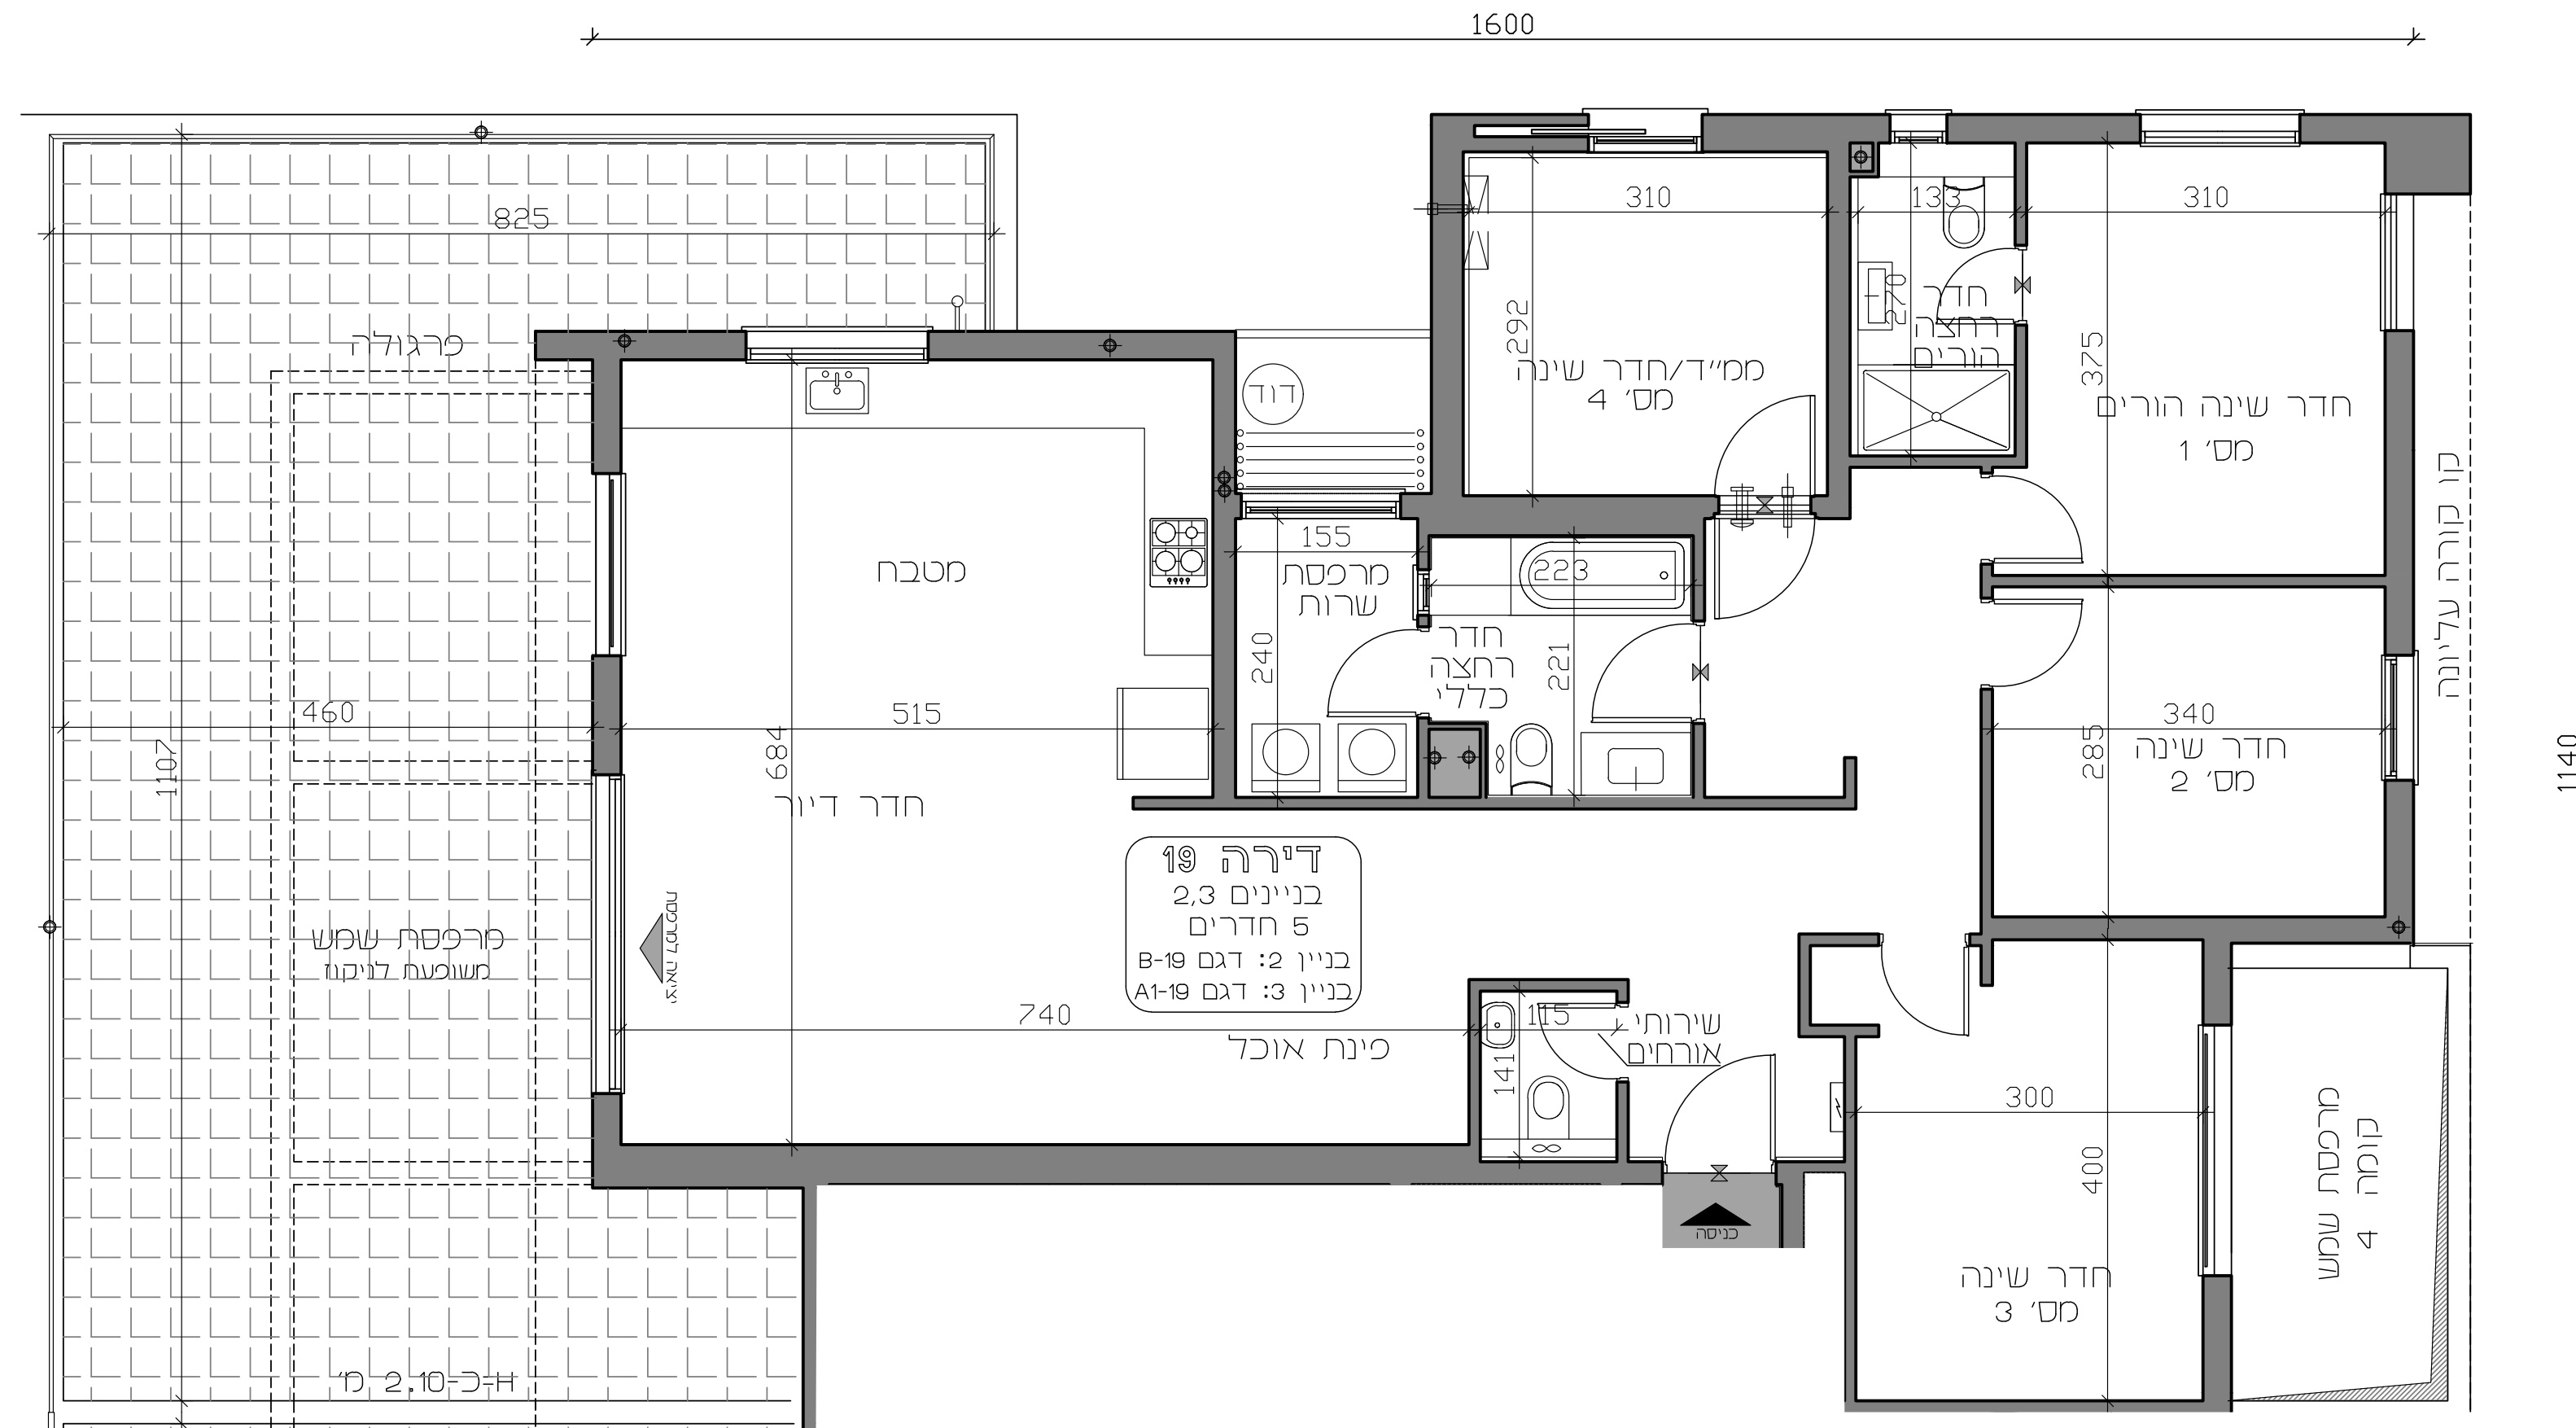 1600
825
310
133
310
פרגולה
292
270
חדר
רחצה
הורים
375
ממ"ד/חדר שינה
מס' 4
דוד
חדר שינה הורים
מס' 1
קו קורה עליונה
מטבח
155
מרפסת
שרות
223
240
חדר
רחצה
כללי
221
460
515
684
1107
340
285
חדר שינה
מס' 2
1140
חדר דיור
דירה 19
בניינים 2,3
5 חדרים
בניין 2: דגם B-19
בניין 3: דגם A1-19
יציאה למרפסת
מרפסת שמש
משופעת לניקוז
740
115
שירותי
אורחים
פינת אוכל
141
300
400
מרפסת שמש
קומה 4
כניסה
חדר שינה
מס' 3
H=כ-2.10 מ'